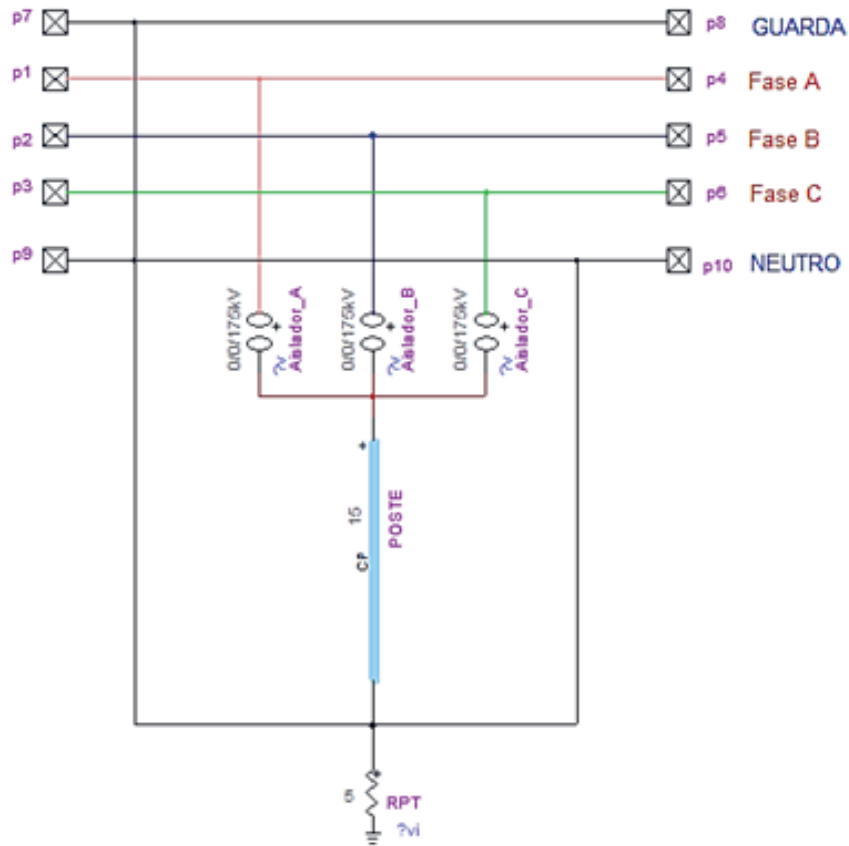 p7 p8 GUARDA
p1 p4 Fase A
p2 p5 Fase B
p3 p6 Fase C
p9 p10 NEUTRO
0/0/175kV + ?v Aislador_A
0/0/175kV + ?v Aislador_B
0/0/175kV + ?v Aislador_C
+
15
CP
POSTE
+
RPT
?vi